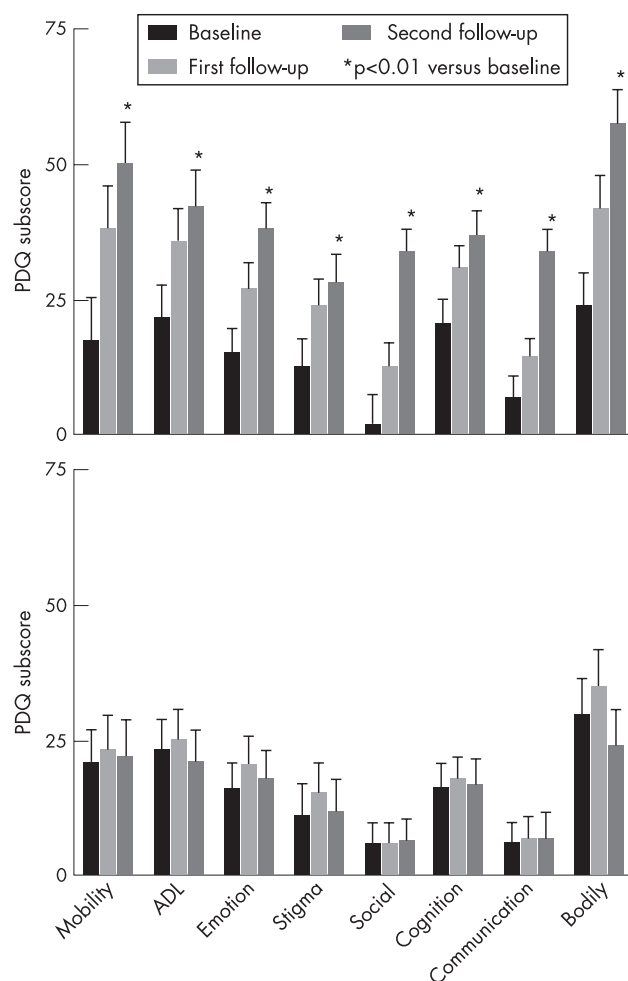 75
Baseline
Second follow-up
First follow-up
*p<0.01 versus baseline
*
*
*
*
*
*
*
*
50
25
0
PDQ subscore
75
50
25
0
PDQ subscore
Mobility
ADL
Emotion
Stigma
Social
Cognition
Communication
Bodily